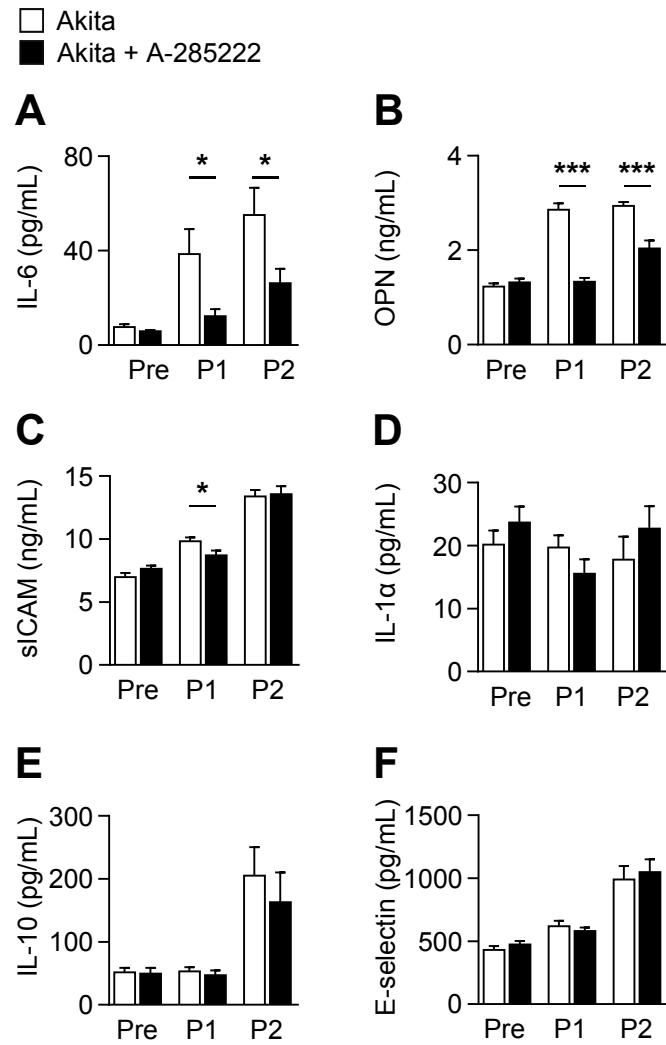 Akita
Akita + A-285222
A
IL-6 (pg/mL)
80
40
0
* *
Pre P1 P2
B
OPN (ng/mL)
4
2
0
*** ***
Pre P1 P2
C
sICAM (ng/mL)
15
10
5
0
*
Pre P1 P2
D
IL-1α (pg/mL)
30
20
10
0
Pre P1 P2
E
IL-10 (pg/mL)
300
200
100
0
Pre P1 P2
F
E-selectin (pg/mL)
1500
1000
500
0
Pre P1 P2